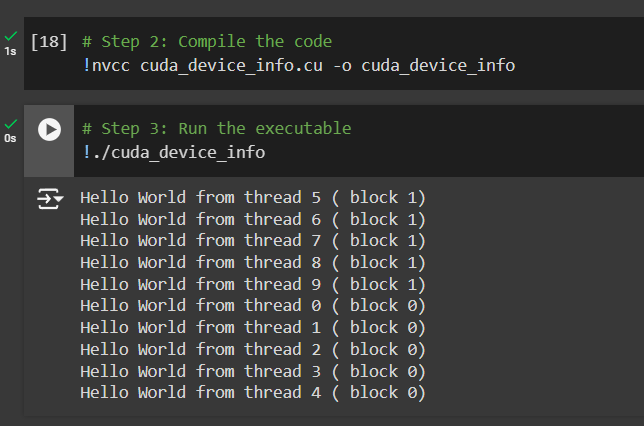 [18] # Step 2: Compile the code
1s
!nvcc cuda_device_info.cu -o cuda_device_info
# Step 3: Run the executable
0s
!./cuda_device_info
Hello World from thread 5 ( block 1)
Hello World from thread 6 ( block 1)
Hello World from thread 7 ( block 1)
Hello World from thread 8 ( block 1)
Hello World from thread 9 ( block 1)
Hello World from thread 0 ( block 0)
Hello World from thread 1 ( block 0)
Hello World from thread 2 ( block 0)
Hello World from thread 3 ( block 0)
Hello World from thread 4 ( block 0)